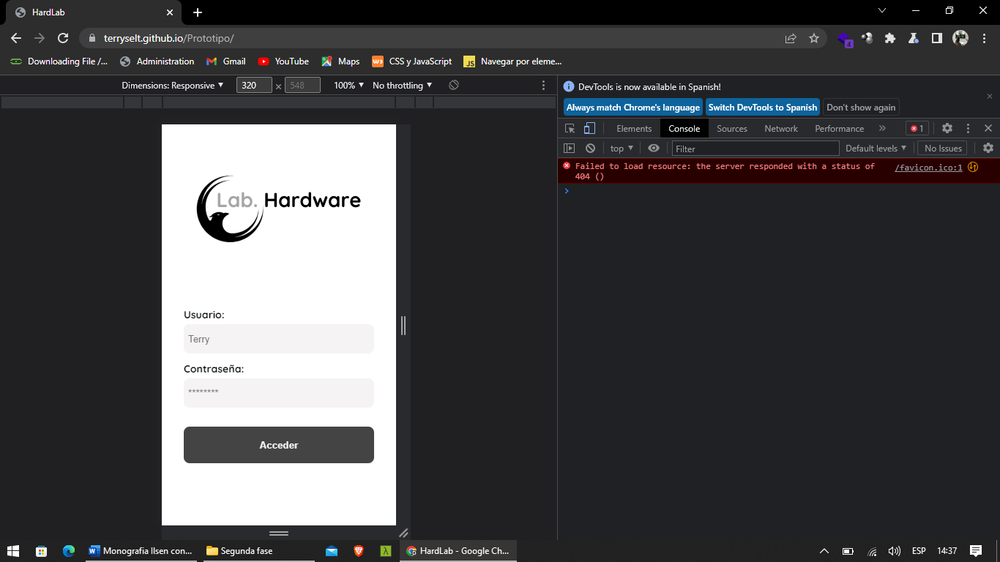 HardLab
terryselt.github.io/Prototipo/
4
Downloading File /...
Administration
Gmail
YouTube
Maps
CSS y JavaScript
Navegar por eleme...
Dimensions: Responsive
320
×
548
100%
No throttling
DevTools is now available in Spanish!
Always match Chrome's language
Switch DevTools to Spanish
Don't show again
Elements
Console
Sources
Network
Performance
»
1
top
Filter
Default levels
No Issues
Failed to load resource: the server responded with a status of
404 ()
/favicon.ico:1
Lab. Hardware
Usuario:
Terry
Contraseña:
********
Acceder
Monografia Ilsen con...
Segunda fase
HardLab - Google Ch...
ESP
14:37